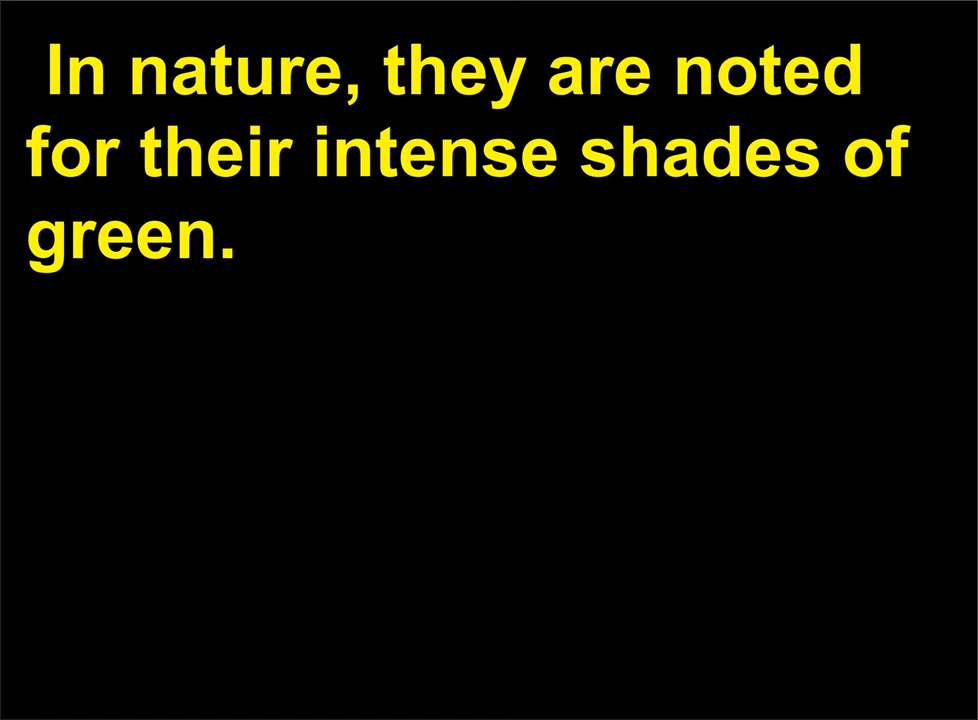 In nature, they are noted
for their intense shades of
green.